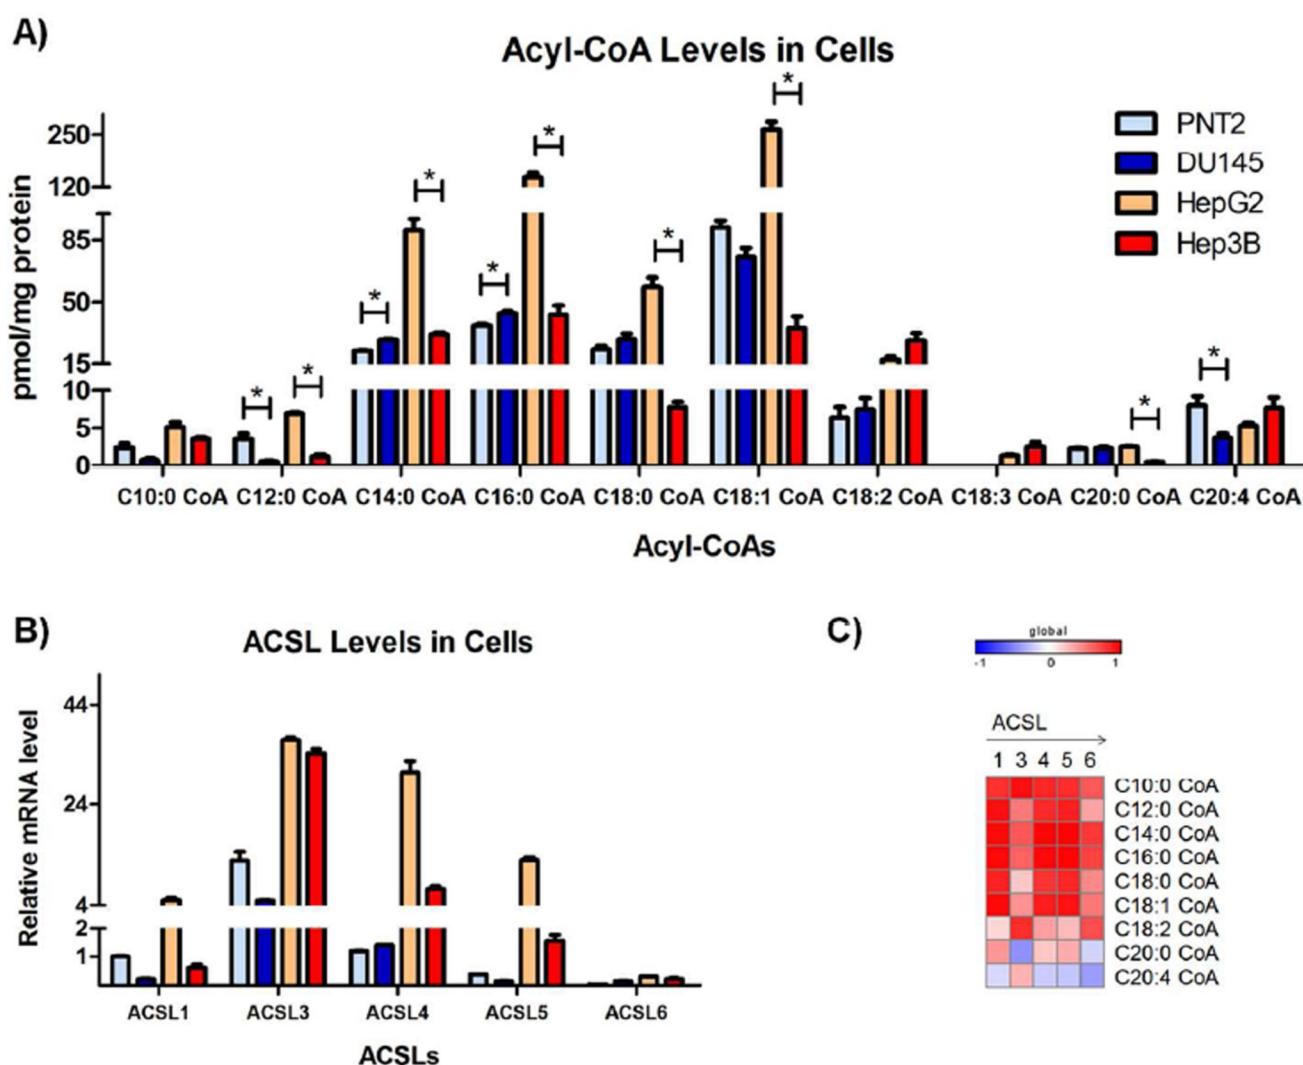 A)
Acyl-CoA Levels in Cells
pmol/mg protein
250
120
85
50
15
10
5
0
* * * * * * * * * *
PNT2
DU145
HepG2
Hep3B
C10:0 CoA C12:0 CoA C14:0 CoA C16:0 CoA C18:0 CoA C18:1 CoA C18:2 CoA C18:3 CoA C20:0 CoA C20:4 CoA
Acyl-CoAs
B)
ACSL Levels in Cells
Relative mRNA level
44
24
4
2
1
ACSL1 ACSL3 ACSL4 ACSL5 ACSL6
ACSLs
C)
global
-1 0 1
ACSL
1 3 4 5 6
C10:0 CoA
C12:0 CoA
C14:0 CoA
C16:0 CoA
C18:0 CoA
C18:1 CoA
C18:2 CoA
C20:0 CoA
C20:4 CoA